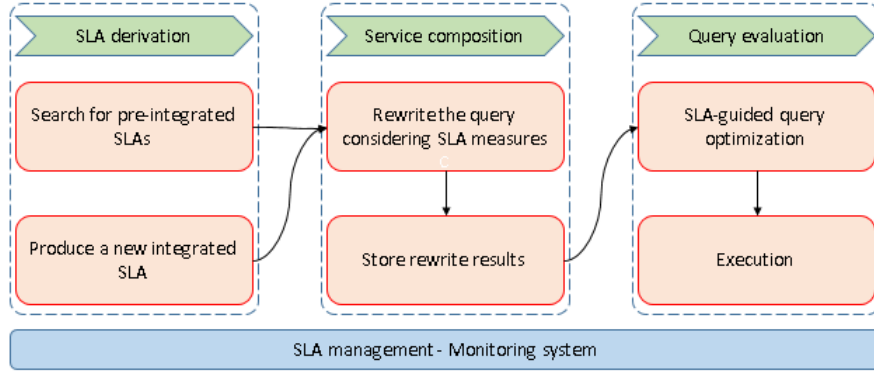 SLA derivation
Service composition
Query evaluation
Search for pre-integrated
SLAs
Rewrite the query
considering SLA measures
C
SLA-guided query
optimization
Produce a new integrated
SLA
Store rewrite results
Execution
SLA management - Monitoring system